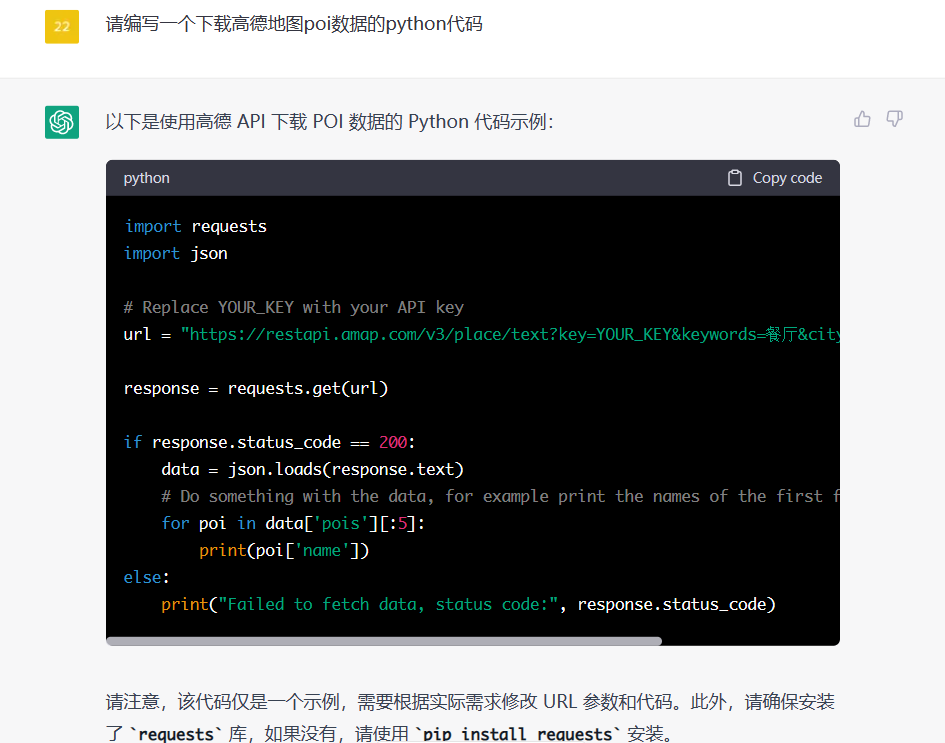 22
请编写一个下载高德地图poi数据的python代码
以下是使用高德 API 下载 POI 数据的 Python 代码示例：
python
Copy code
import requests
import json
# Replace YOUR_KEY with your API key
url = "https://restapi.amap.com/v3/place/text?key=YOUR_KEY&keywords=餐厅&city
response = requests.get(url)
if response.status_code == 200:
    data = json.loads(response.text)
    # Do something with the data, for example print the names of the first f
    for poi in data['pois'][:5]:
        print(poi['name'])
else:
    print("Failed to fetch data, status code:", response.status_code)
请注意，该代码仅是一个示例，需要根据实际需求修改 URL 参数和代码。此外，请确保安装
了 `requests` 库，如果没有，请使用 `pip install requests` 安装。